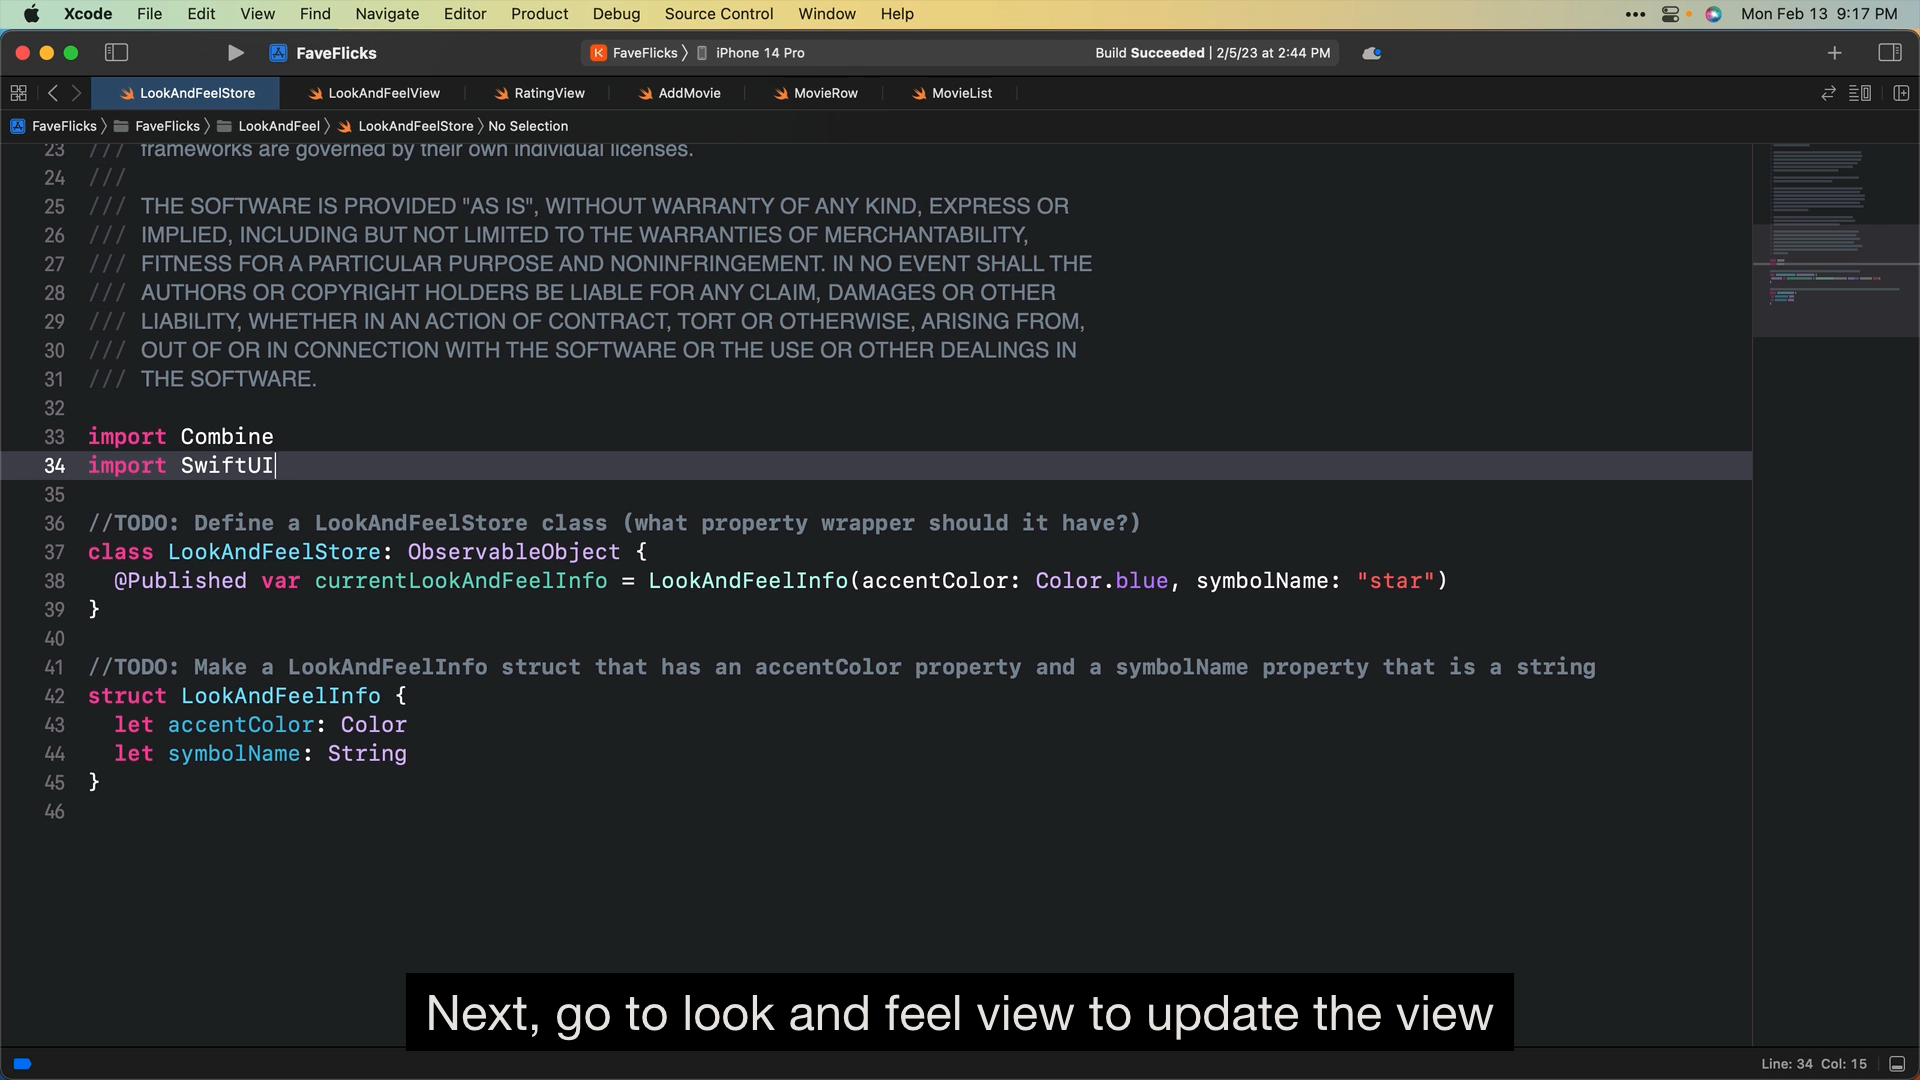 Xcode File Edit View Find Navigate Editor Product Debug Source Control Window Help Mon Feb 13 9:17 PM
FaveFlicks FaveFlicks iPhone 14 Pro Build Succeeded | 2/5/23 at 2:44 PM
LookAndFeelStore LookAndFeelView RatingView AddMovie MovieRow MovieList
FaveFlicks FaveFlicks LookAndFeel LookAndFeelStore No Selection
23 /// frameworks are governed by their own individual licenses.
24 ///
25 /// THE SOFTWARE IS PROVIDED "AS IS", WITHOUT WARRANTY OF ANY KIND, EXPRESS OR
26 /// IMPLIED, INCLUDING BUT NOT LIMITED TO THE WARRANTIES OF MERCHANTABILITY,
27 /// FITNESS FOR A PARTICULAR PURPOSE AND NONINFRINGEMENT. IN NO EVENT SHALL THE
28 /// AUTHORS OR COPYRIGHT HOLDERS BE LIABLE FOR ANY CLAIM, DAMAGES OR OTHER
29 /// LIABILITY, WHETHER IN AN ACTION OF CONTRACT, TORT OR OTHERWISE, ARISING FROM,
30 /// OUT OF OR IN CONNECTION WITH THE SOFTWARE OR THE USE OR OTHER DEALINGS IN
31 /// THE SOFTWARE.
32
33 import Combine
34 import SwiftUI
35
36 //TODO: Define a LookAndFeelStore class (what property wrapper should it have?)
37 class LookAndFeelStore: ObservableObject {
38 @Published var currentLookAndFeelInfo = LookAndFeelInfo(accentColor: Color.blue, symbolName: "star")
39 }
40
41 //TODO: Make a LookAndFeelInfo struct that has an accentColor property and a symbolName property that is a string
42 struct LookAndFeelInfo {
43 let accentColor: Color
44 let symbolName: String
45 }
46
Next, go to look and feel view to update the view
Line: 34 Col: 15